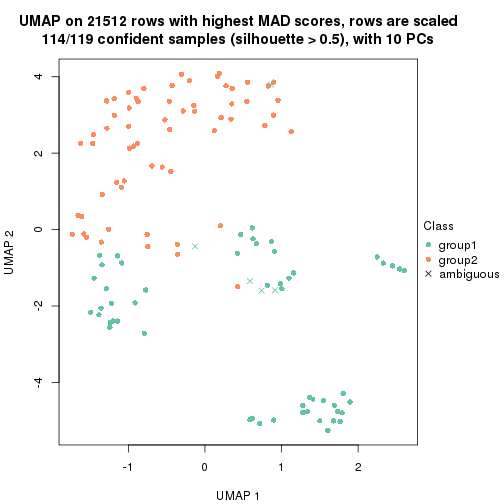 UMAP on 21512 rows with highest MAD scores, rows are scaled
114/119 confident samples (silhouette > 0.5), with 10 PCs
4
2
0
-2
-4
UMAP 2
-1
0
1
2
UMAP 1
Class
group1
group2
ambiguous